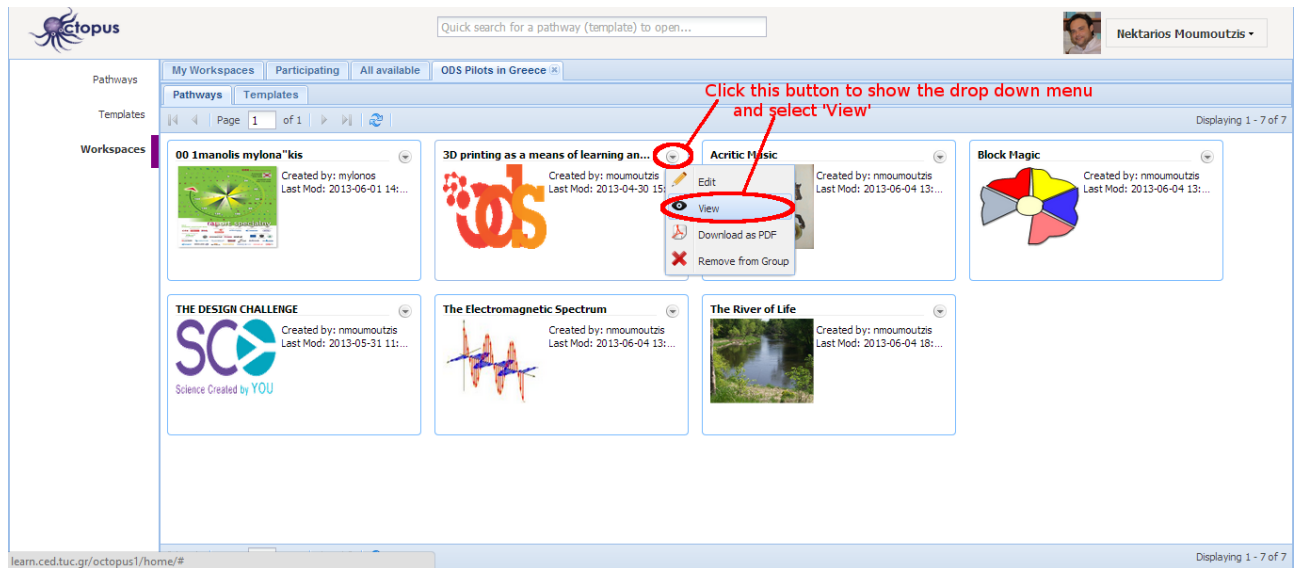 Octopus
Quick search for a pathway (template) to open...
Nektarios Moumoutzis
Pathways
Templates
Workspaces
My Workspaces Participating All available ODS Pilots in Greece
Pathways Templates
Click this button to show the drop down menu
and select 'View'
Page 1 of 1
Displaying 1 - 7 of 7
00 1manolis mylona"kis
Created by: mylonos
Last Mod: 2013-06-01 14:...
3D printing as a means of learning an...
Created by: moumoutzis
Last Mod: 2013-04-30 15:
ods
Edit
View
Download as PDF
Remove from Group
Acritic Music
Created by: nmoumoutzis
Last Mod: 2013-06-04 13:...
Block Magic
Created by: nmoumoutzis
Last Mod: 2013-06-04 13:...
THE DESIGN CHALLENGE
Created by: nmoumoutzis
Last Mod: 2013-05-31 11:...
SCY
Science Created by YOU
The Electromagnetic Spectrum
Created by: nmoumoutzis
Last Mod: 2013-06-04 13:...
The River of Life
Created by: nmoumoutzis
Last Mod: 2013-06-04 18:...
learn.ced.tuc.gr/octopus1/home/#
Displaying 1 - 7 of 7